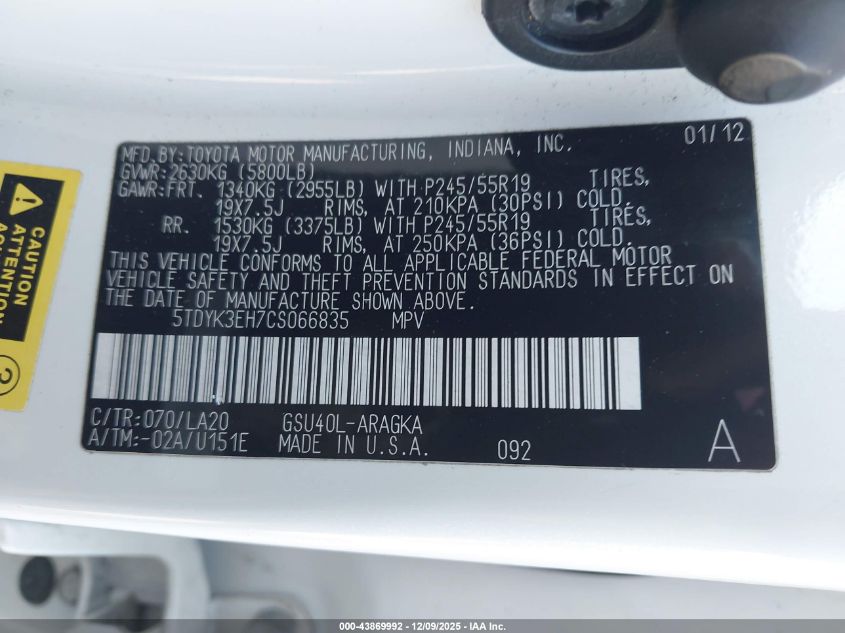 MFD. BY: TOYOTA MOTOR MANUFACTURING, INDIANA, INC. 01/12
GVWR: 2630KG (5800LB)
GAWR: FRT. 1340KG (2955LB) WITH P245/55R19 TIRES,
19X7.5J RIMS, AT 210KPA (30PSI) COLD.
RR. 1530KG (3375LB) WITH P245/55R19 TIRES,
19X7.5J RIMS, AT 250KPA (36PSI) COLD.
THIS VEHICLE CONFORMS TO ALL APPLICABLE FEDERAL MOTOR
VEHICLE SAFETY AND THEFT PREVENTION STANDARDS IN EFFECT ON
THE DATE OF MANUFACTURE SHOWN ABOVE.
5TDYK3EH7CS066835 MPV
C/TR: 070/LA20 GSU40L-ARAGKA
A/TM: -02A/U151E MADE IN U.S.A. 092 A
CAUTION
ATTENTION
000-43869992 - 12/09/2025 - IAA Inc.